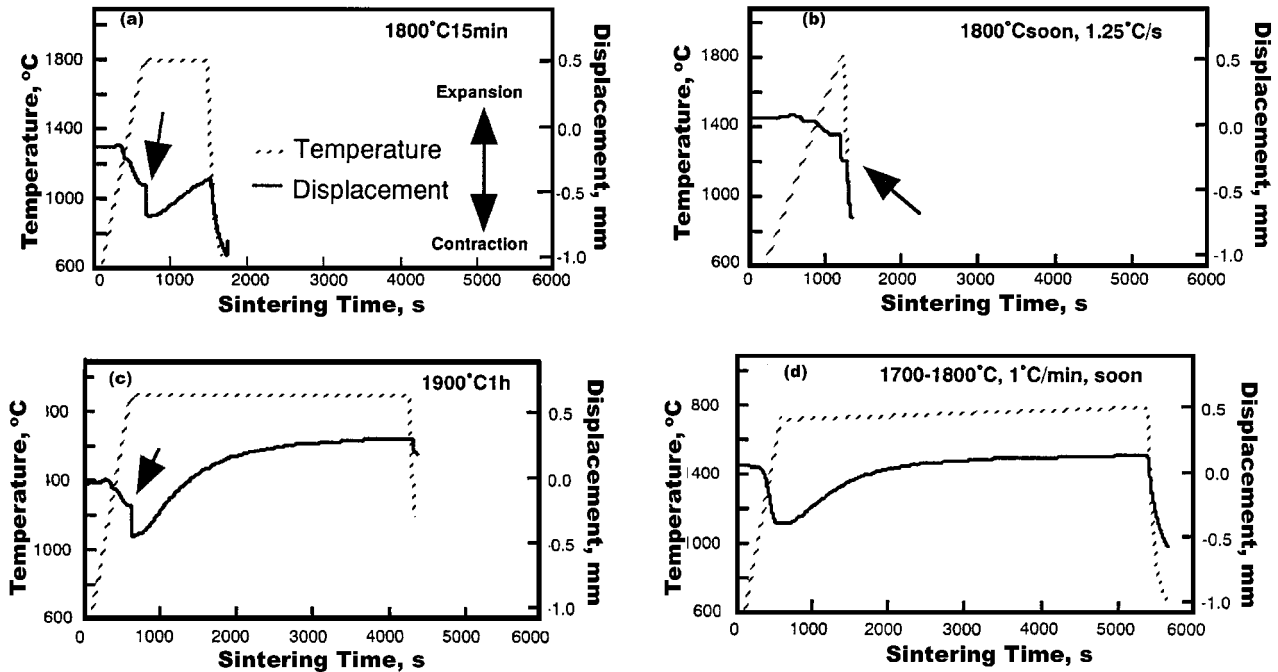 (a)
1800°C15min
Temperature, °C
1800
1400
1000
600
0.5
0.0
-0.5
-1.0
Displacement, mm
Expansion
Contraction
Temperature
Displacement
0 1000 2000 3000 4000 5000 6000
Sintering Time, s
(b)
1800°Csoon, 1.25°C/s
Temperature, °C
1800
1400
1000
600
0.5
0.0
-0.5
-1.0
Displacement, mm
0 1000 2000 3000 4000 5000 6000
Sintering Time, s
(c)
1900°C1h
Temperature, °C
800
400
1000
600
0.5
0.0
-0.5
-1.0
Displacement, mm
0 1000 2000 3000 4000 5000 6000
Sintering Time, s
(d)
1700-1800°C, 1°C/min, soon
Temperature, °C
800
1400
1000
600
0.5
0.0
-0.5
-1.0
Displacement, mm
0 1000 2000 3000 4000 5000 6000
Sintering Time, s